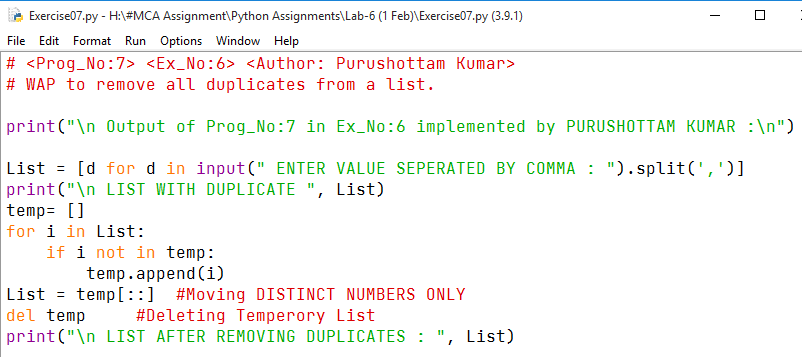 Exercise07.py - H:\#MCA Assignment\Python Assignments\Lab-6 (1 Feb)\Exercise07.py (3.9.1)
File Edit Format Run Options Window Help
# <Prog_No:7> <Ex_No:6> <Author: Purushottam Kumar>
# WAP to remove all duplicates from a list.
print("\n Output of Prog_No:7 in Ex_No:6 implemented by PURUSHOTTAM KUMAR :\n")
List = [d for d in input(" ENTER VALUE SEPERATED BY COMMA : ").split(',')]
print("\n LIST WITH DUPLICATE ", List)
temp= []
for i in List:
    if i not in temp:
        temp.append(i)
List = temp[::]  #Moving DISTINCT NUMBERS ONLY
del temp     #Deleting Temperory List
print("\n LIST AFTER REMOVING DUPLICATES : ", List)